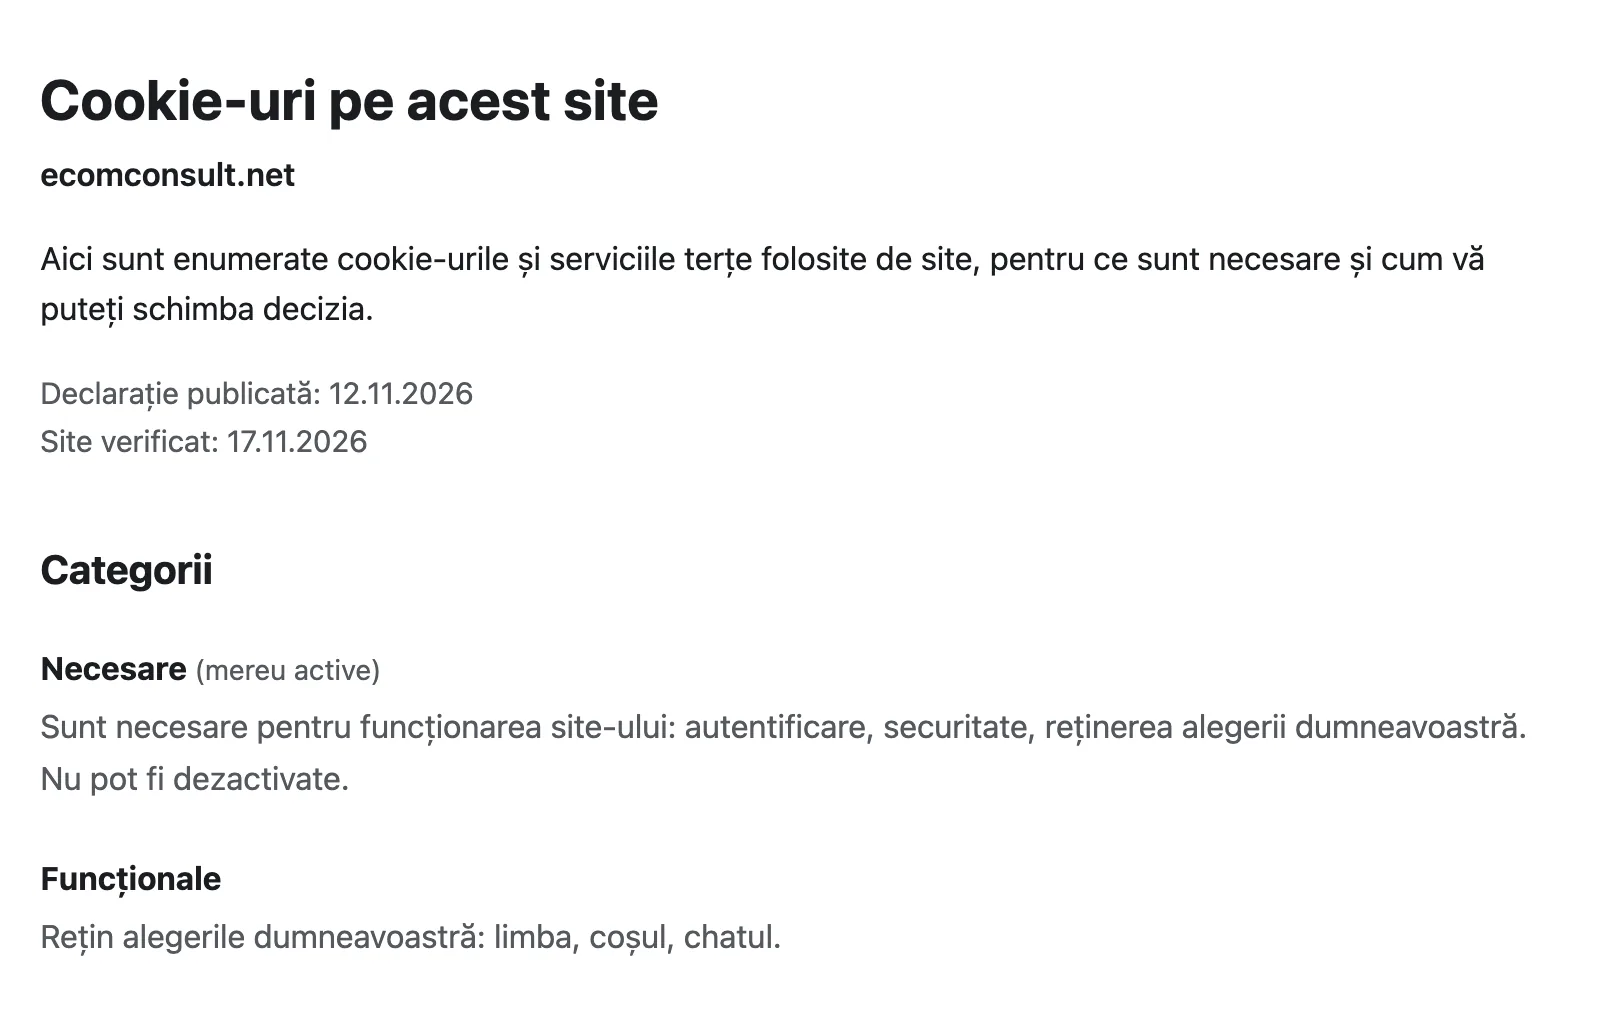 Cookie-uri pe acest site
ecomconsult.net
Aici sunt enumerate cookie-urile și serviciile terțe folosite de site, pentru ce sunt necesare și cum vă
puteți schimba decizia.
Declarație publicată: 12.11.2026
Site verificat: 17.11.2026
Categorii
Necesare (mereu active)
Sunt necesare pentru funcționarea site-ului: autentificare, securitate, reținerea alegerii dumneavoastră.
Nu pot fi dezactivate.
Funcționale
Rețin alegerile dumneavoastră: limba, coșul, chatul.